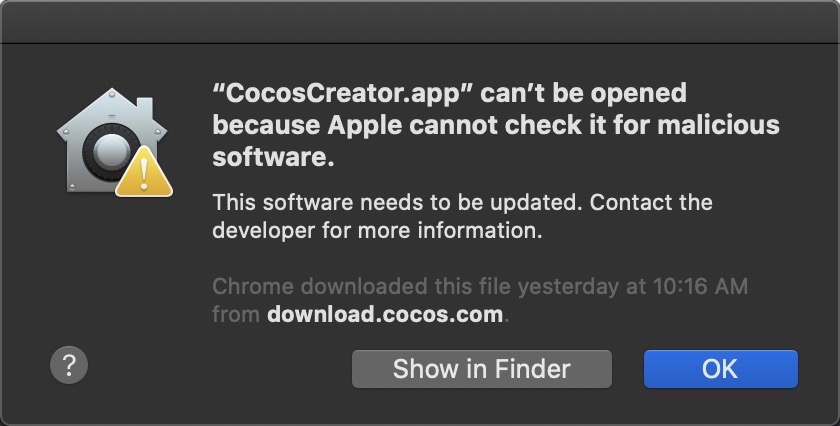 “CocosCreator.app” can’t be opened
because Apple cannot check it for malicious
software.
This software needs to be updated. Contact the
developer for more information.
Chrome downloaded this file yesterday at 10:16 AM
from download.cocos.com.
?
Show in Finder
OK